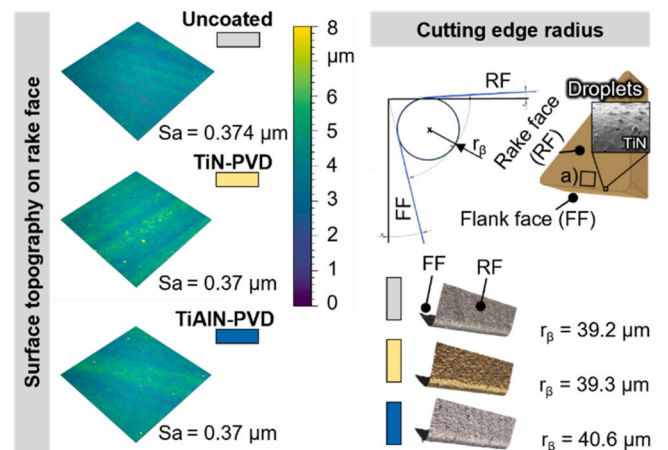 Surface topography on rake face
Uncoated
Sa = 0.374 µm
TiN-PVD
Sa = 0.37 µm
TiAlN-PVD
Sa = 0.37 µm
8
µm
6
5
4
3
2
1
0
Cutting edge radius
RF
rβ
FF
Droplets
TiN
Rake face
(RF)
a)
Flank face (FF)
FF
RF
rβ = 39.2 µm
rβ = 39.3 µm
rβ = 40.6 µm